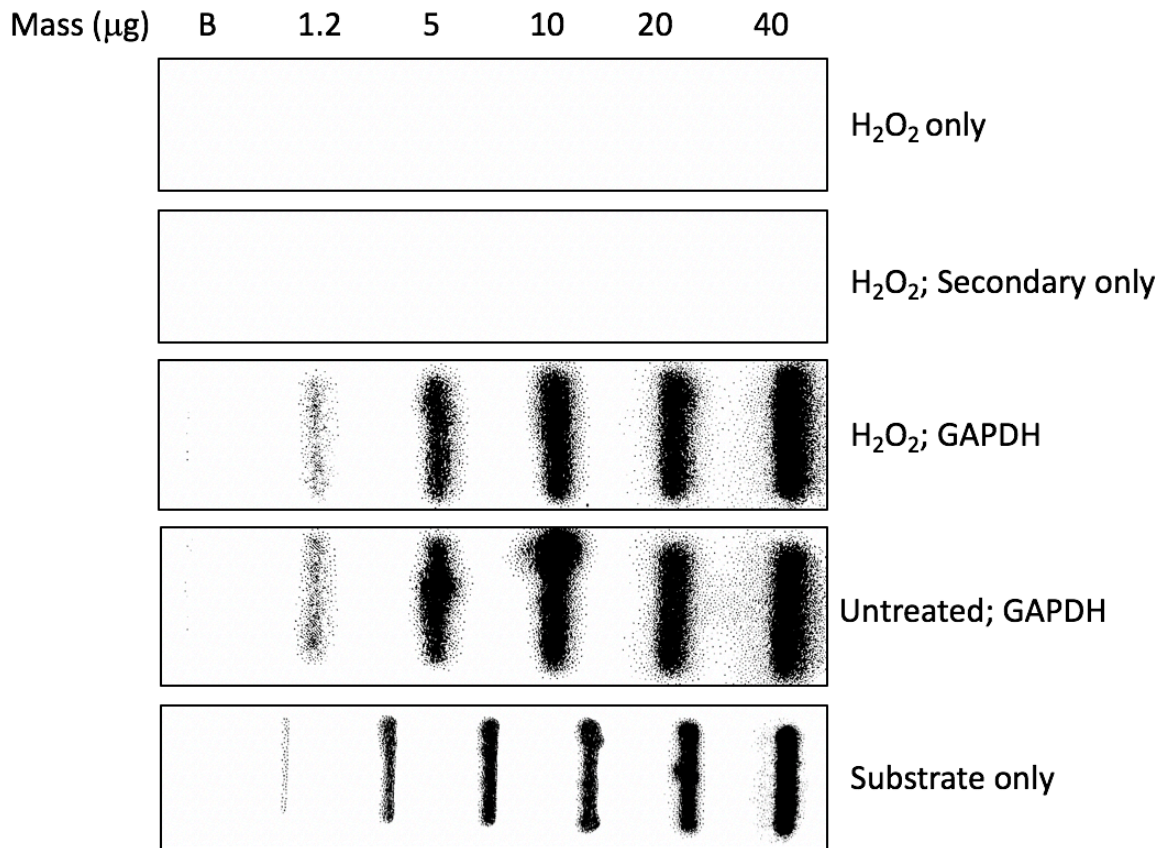 Mass (μg) B 1.2 5 10 20 40
H₂O₂ only
H₂O₂; Secondary only
H₂O₂; GAPDH
Untreated; GAPDH
Substrate only